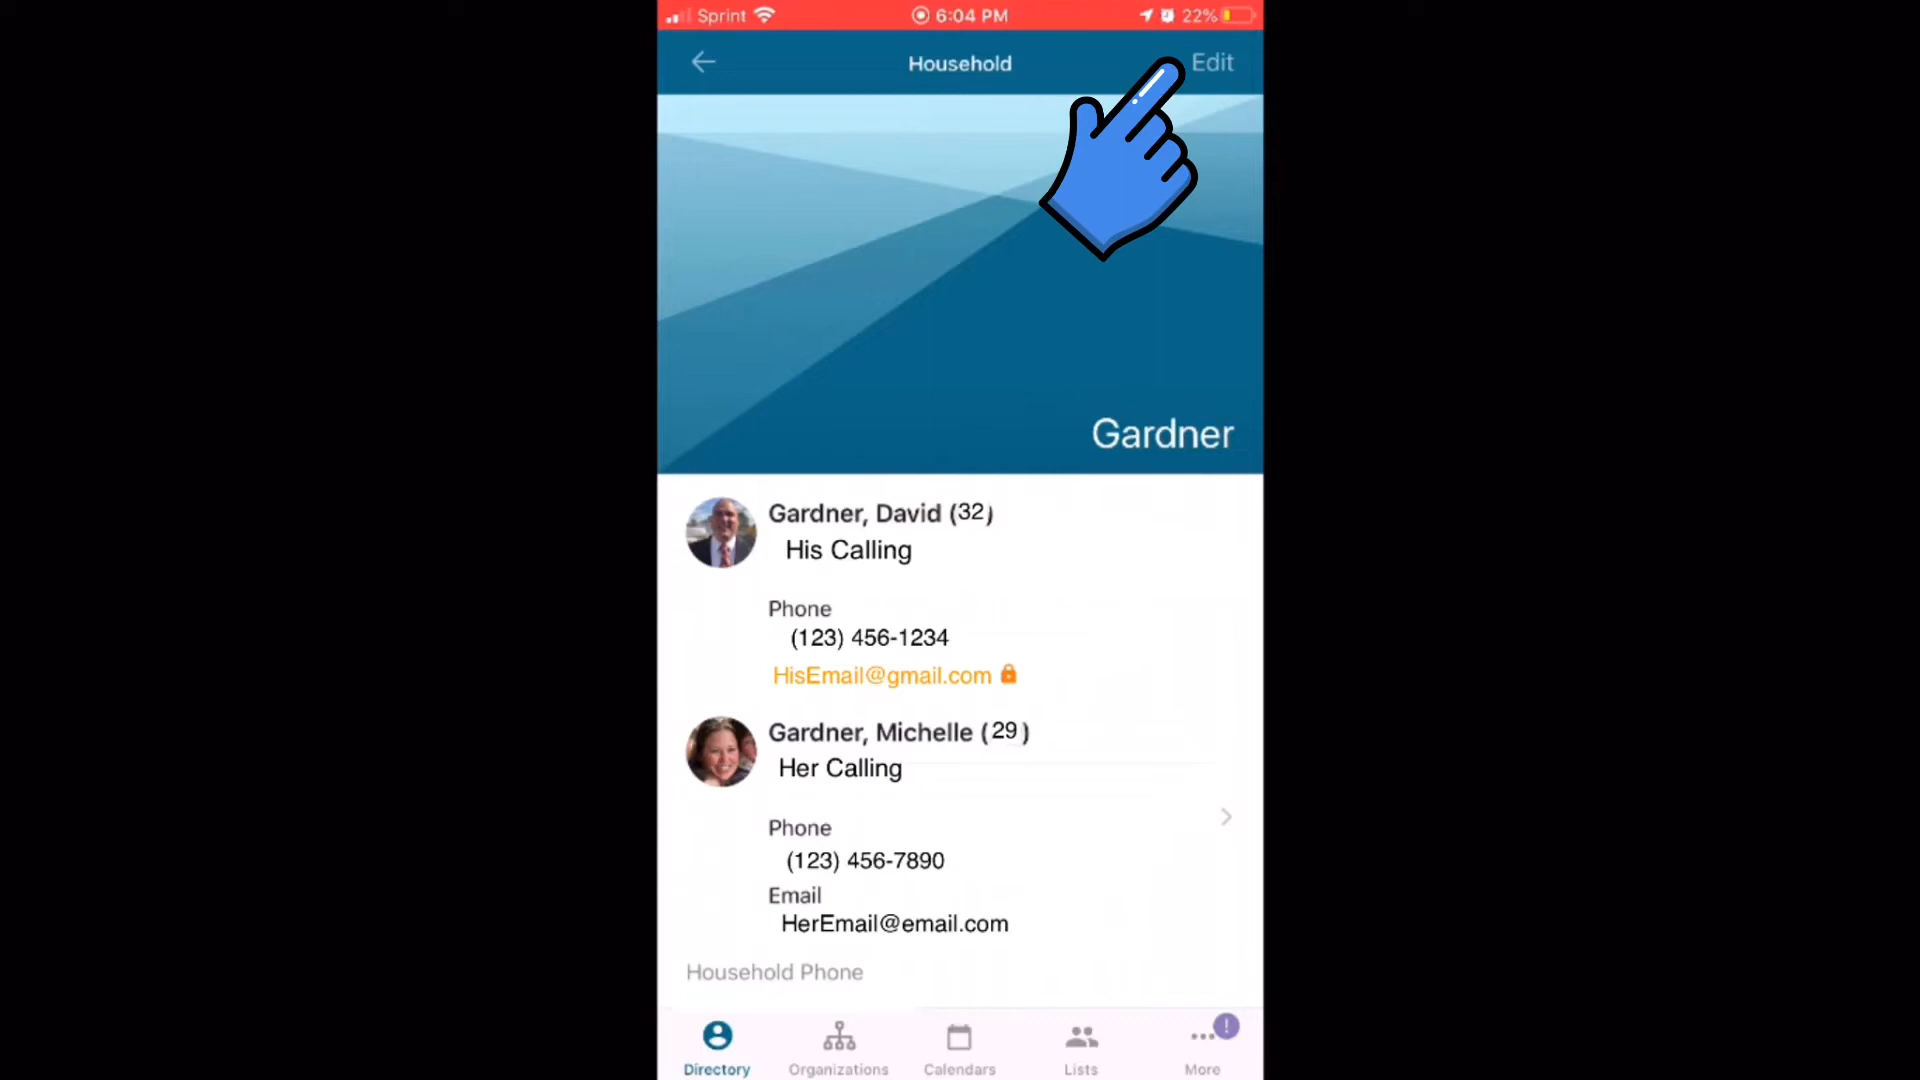 Sprint 6:04 PM 22%
Household Edit
Gardner
Gardner, David (32)
His Calling
Phone
(123) 456-1234
HisEmail@gmail.com
Gardner, Michelle (29)
Her Calling
Phone
(123) 456-7890
Email
HerEmail@email.com
Household Phone
!
Directory Organizations Calendars Lists More